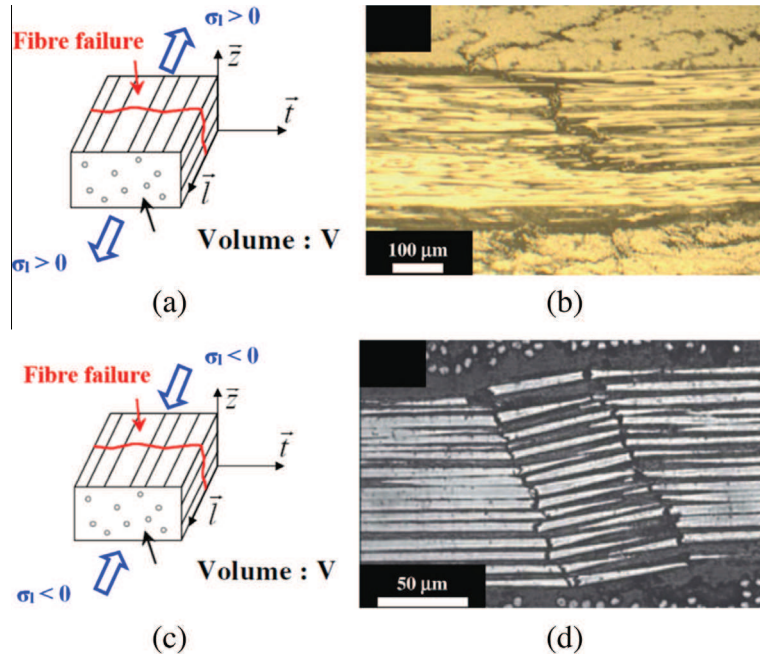 σₗ > 0
Fibre failure
z̄
t̄
l̄
Volume : V
σₗ > 0
(a)
100 μm
(b)
σₗ < 0
Fibre failure
z̄
t̄
l̄
Volume : V
σₗ < 0
(c)
50 μm
(d)